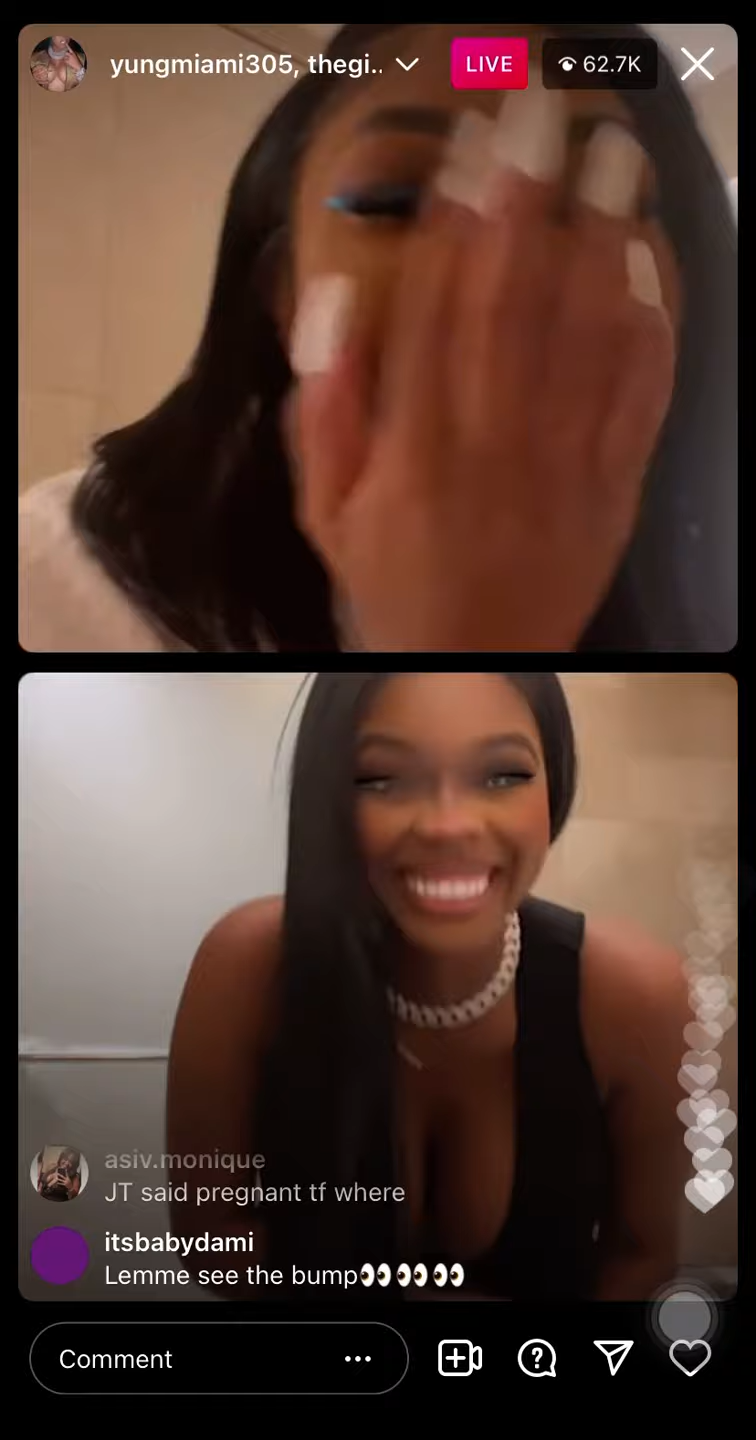 yungmiami305, thegi..
LIVE
62.7K
asiv.monique
JT said pregnant tf where
itsbabydami
Lemme see the bump👀👀👀
Comment